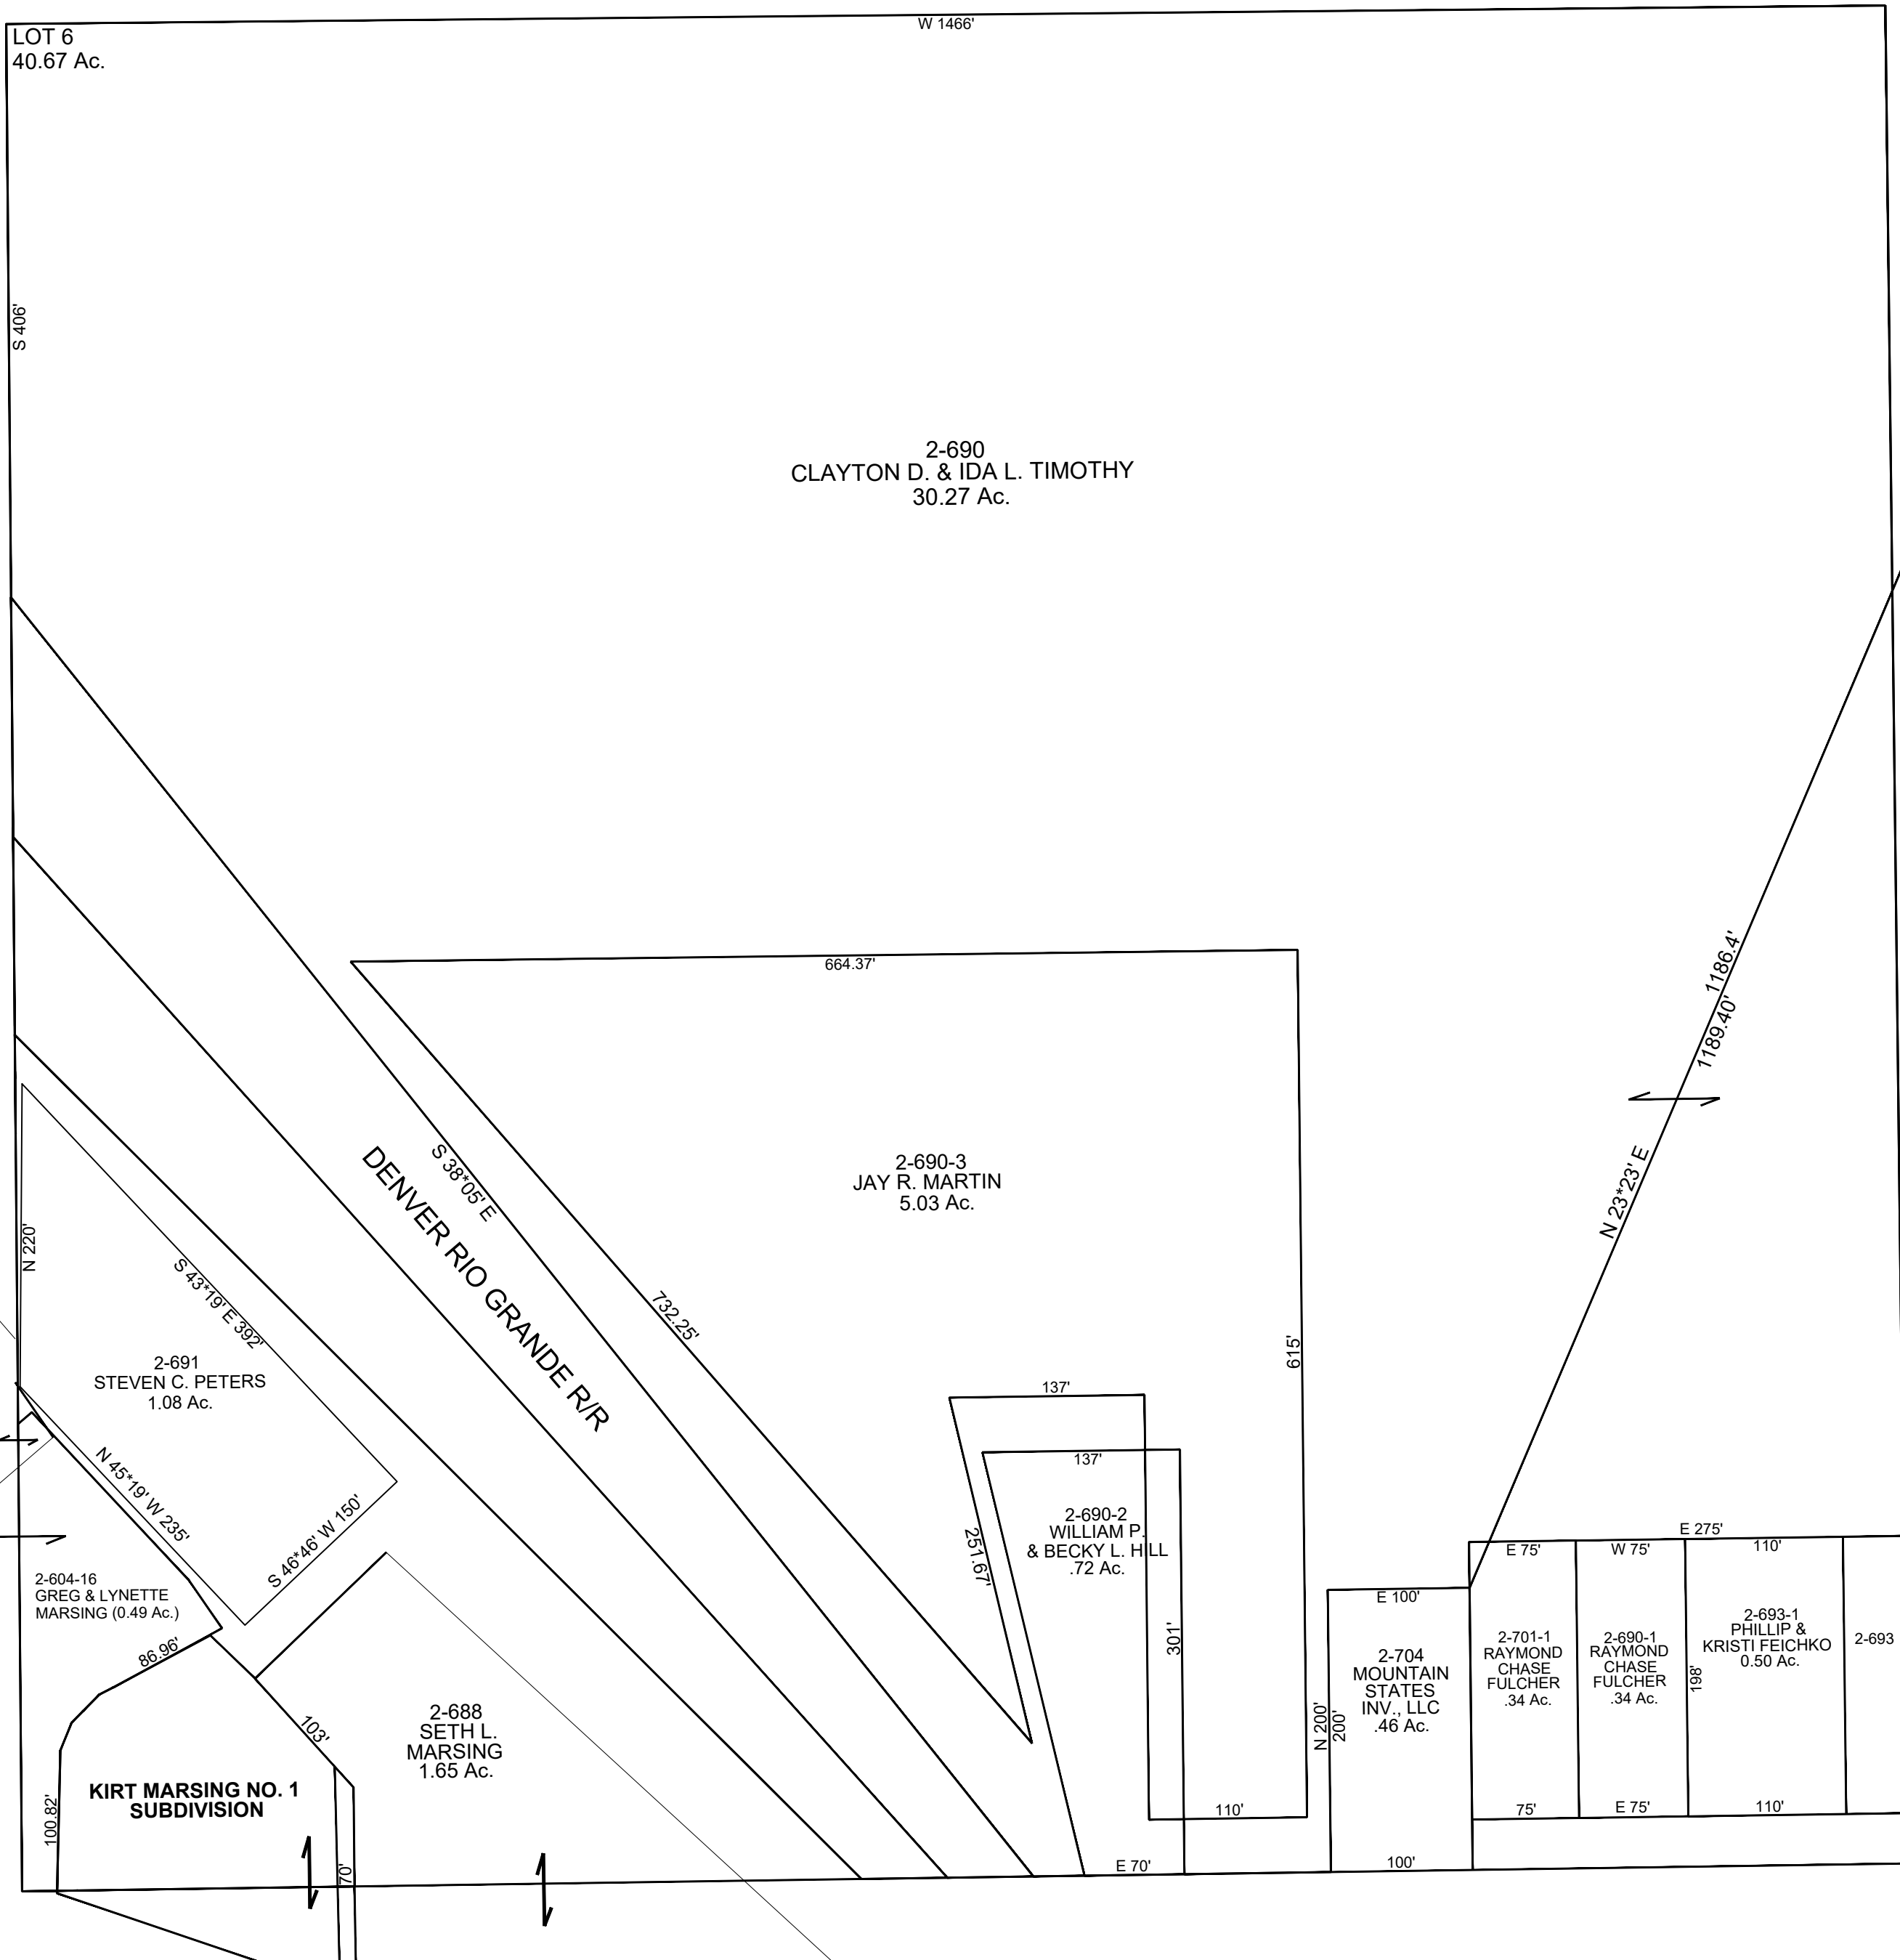 W 1466'
LOT 6
40.67 Ac.
S 406'
2-690
CLAYTON D. & IDA L. TIMOTHY
30.27 Ac.
1186.4'
1189.40'
N 23*23' E
664.37'
S 38*05' E
DENVER RIO GRANDE R/R
2-690-3
JAY R. MARTIN
5.03 Ac.
732.25'
615'
N 220'
S 43*19' E 392'
2-691
STEVEN C. PETERS
1.08 Ac.
N 45*19' W 235'
S 46*46' W 150'
137'
137'
251.67'
2-690-2
WILLIAM P.
& BECKY L. HILL
.72 Ac.
301'
110'
E 70'
2-604-16
GREG & LYNETTE
MARSING (0.49 Ac.)
86.96'
103'
100.82'
KIRT MARSING NO. 1
SUBDIVISION
70'
2-688
SETH L.
MARSING
1.65 Ac.
N 200'
200'
E 100'
2-704
MOUNTAIN
STATES
INV., LLC
.46 Ac.
100'
E 275'
E 75'
2-701-1
RAYMOND
CHASE
FULCHER
.34 Ac.
75'
W 75'
2-690-1
RAYMOND
CHASE
FULCHER
.34 Ac.
E 75'
198'
110'
2-693-1
PHILLIP &
KRISTI FEICHKO
0.50 Ac.
110'
2-693